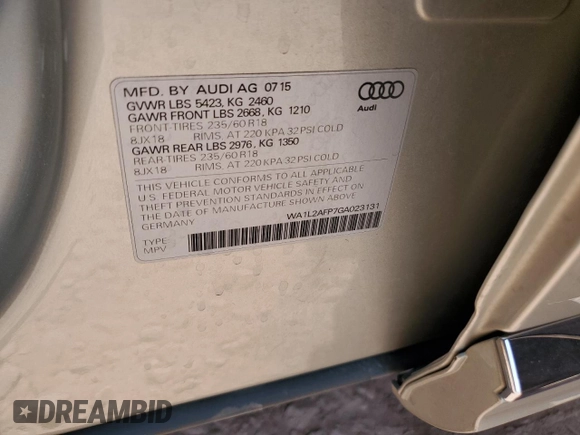 MFD. BY AUDI AG 07 15
GVWR LBS 5423, KG 2460
GAWR FRONT LBS 2668, KG 1210
FRONT-TIRES 235/60 R18
8JX18 RIMS. AT 220 KPA 32 PSI COLD
GAWR REAR LBS 2976, KG 1350
REAR-TIRES 235/60 R18
8JX18 RIMS. AT 220 KPA 32 PSI COLD
THIS VEHICLE CONFORMS TO ALL APPLICABLE
U.S. FEDERAL MOTOR VEHICLE SAFETY AND
THEFT PREVENTION STANDARDS IN EFFECT ON
THE DATE OF MANUFACTURE SHOWN ABOVE.
GERMANY
WA1L2AFP7GA023131
TYPE
MPV
Audi
DREAMBID